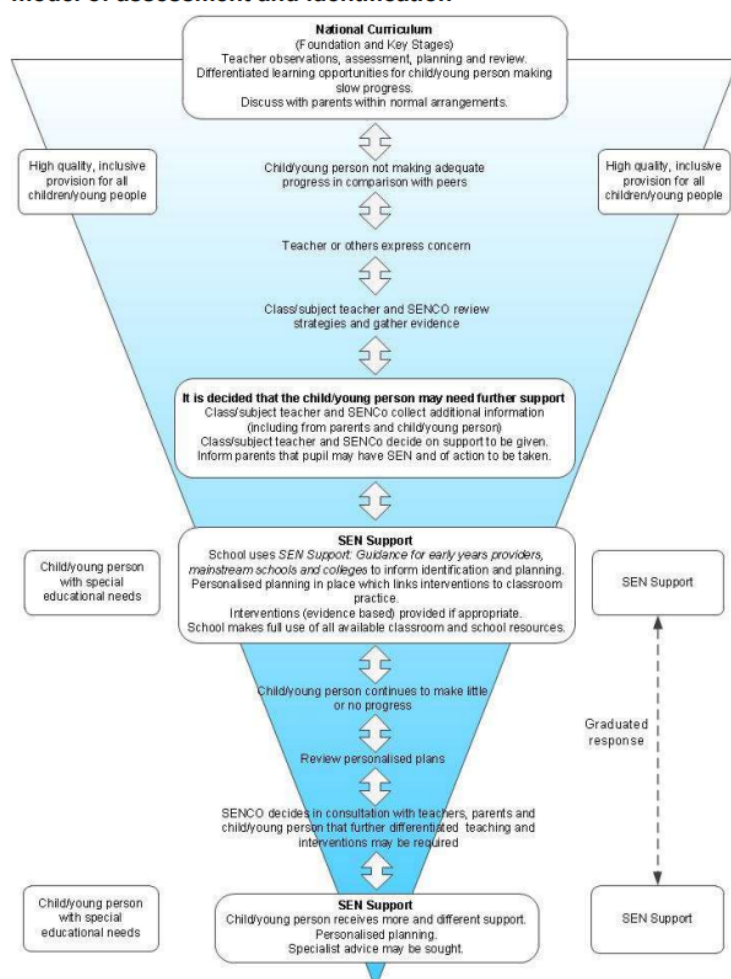 Model of assessment and identification
National Curriculum
(Foundation and Key Stages)
Teacher observations, assessment, planning and review.
Differentiated learning opportunities for child/young person making
slow progress.
Discuss with parents within normal arrangements.
High quality, inclusive
provision for all
children/young people
High quality, inclusive
provision for all
children/young people
Child/young person not making adequate
progress in comparison with peers
Teacher or others express concern
Class/subject teacher and SENCO review
strategies and gather evidence
It is decided that the child/young person may need further support
Class/subject teacher and SENCo collect additional information
(including from parents and child/young person)
Class/subject teacher and SENCo decide on support to be given.
Inform parents that pupil may have SEN and of action to be taken.
SEN Support
School uses SEN Support: Guidance for early years providers,
mainstream schools and colleges to inform identification and planning.
Personalised planning in place which links interventions to classroom
practice.
Interventions (evidence based) provided if appropriate.
School makes full use of all available classroom and school resources.
Child/young person
with special
educational needs
SEN Support
Child/young person continues to make little
or no progress
Graduated
response
Review personalised plans
SENCO decides in consultation with teachers, parents and
child/young person that further differentiated teaching and
interventions may be required
Child/young person
with special
educational needs
SEN Support
Child/young person receives more and different support.
Personalised planning.
Specialist advice may be sought.
SEN Support